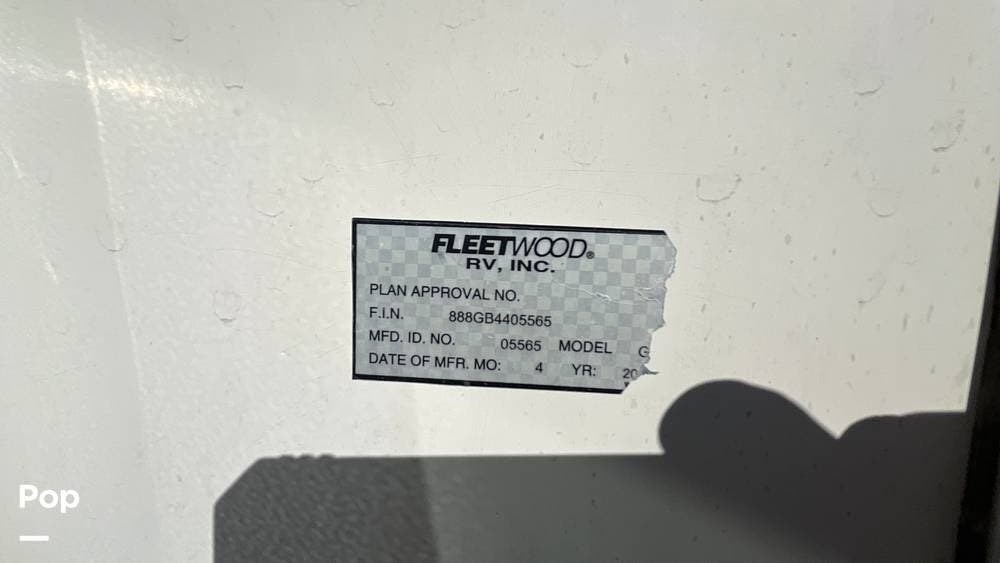 FLEETWOOD®
RV, INC.
PLAN APPROVAL NO.
F.I.N. 888GB4405565
MFD. ID. NO. 05565 MODEL G
DATE OF MFR. MO: 4 YR: 20
Pop